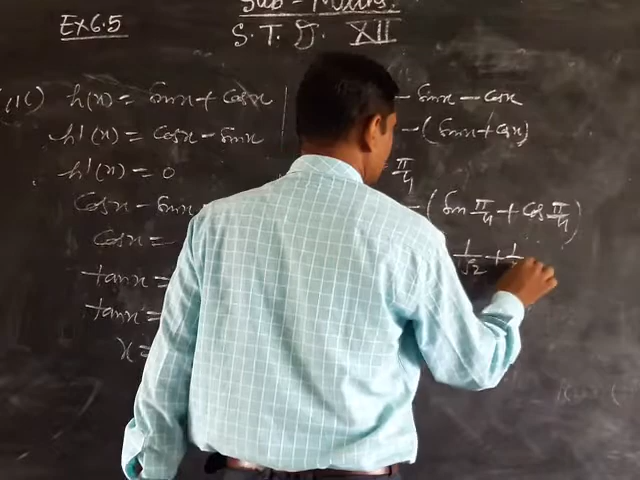 Sub - Maths.
Ex 6.5
S.T.D. XII
h(x) = Sinx + Cosx
h'(x) = Cosx - Sinx
h'(x) = 0
Cosx - Sinx
Cosx =
tanx =
tanx =
x =
- Sinx - Cosx
- (Sinx + Cosx)
π/4
- (Sin π/4 + Cos π/4)
1/√2 + 1